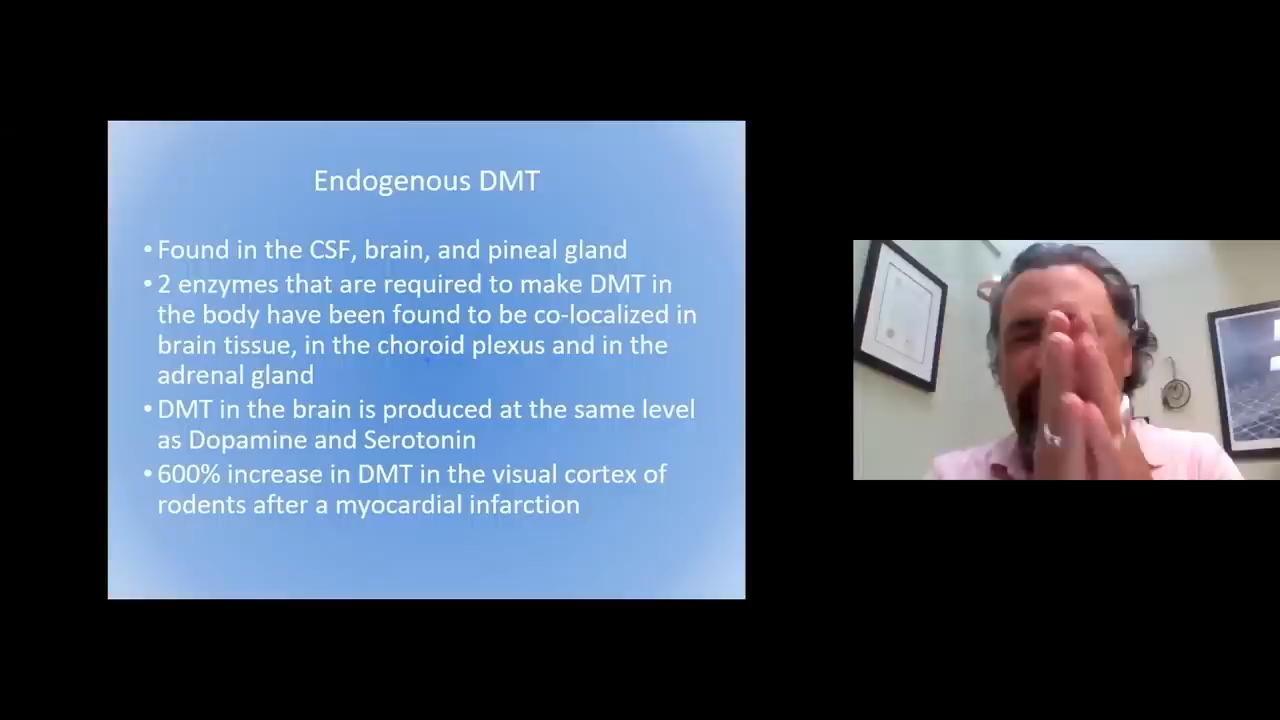 Endogenous DMT
• Found in the CSF, brain, and pineal gland
• 2 enzymes that are required to make DMT in
the body have been found to be co-localized in
brain tissue, in the choroid plexus and in the
adrenal gland
• DMT in the brain is produced at the same level
as Dopamine and Serotonin
• 600% increase in DMT in the visual cortex of
rodents after a myocardial infarction